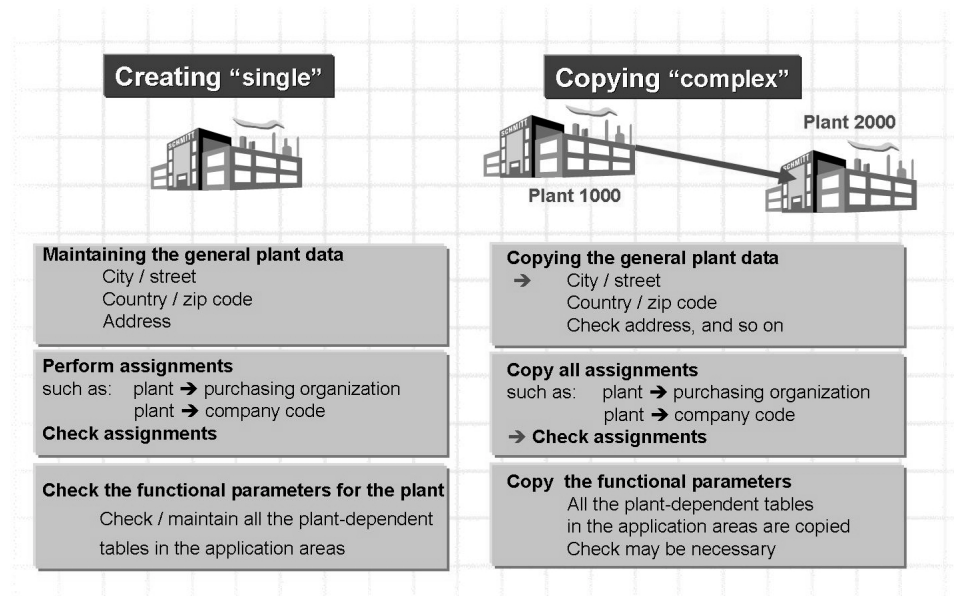 Creating “single”
SCHMITT
Maintaining the general plant data
City / street
Country / zip code
Address
Perform assignments
such as: plant ➔ purchasing organization
plant ➔ company code
Check assignments
Check the functional parameters for the plant
Check / maintain all the plant-dependent
tables in the application areas
Copying “complex”
SCHMITT
Plant 1000
Plant 2000
SCHMITT
Copying the general plant data
➔ City / street
Country / zip code
Check address, and so on
Copy all assignments
such as: plant ➔ purchasing organization
plant ➔ company code
➔ Check assignments
Copy the functional parameters
All the plant-dependent tables
in the application areas are copied
Check may be necessary